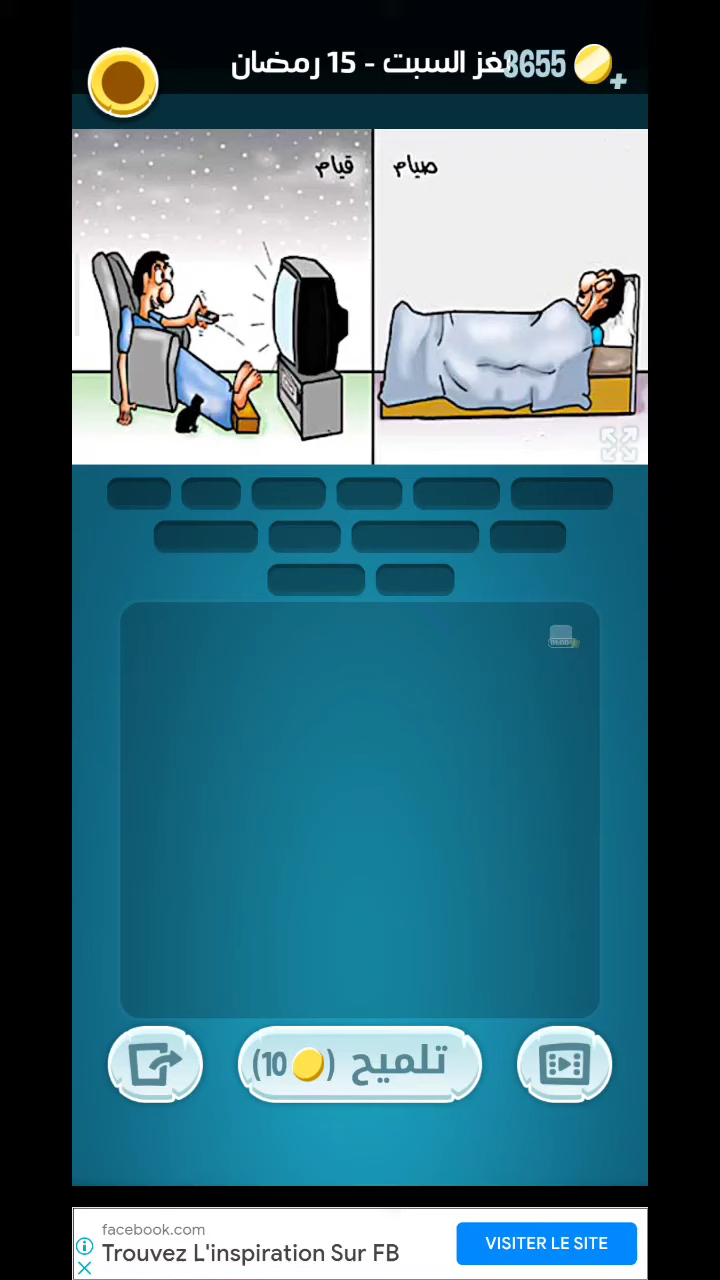 لغز السبت - 15 رمضان
3655
صيام
قيام
تلميح (10)
facebook.com
Trouvez L'inspiration Sur FB
VISITER LE SITE